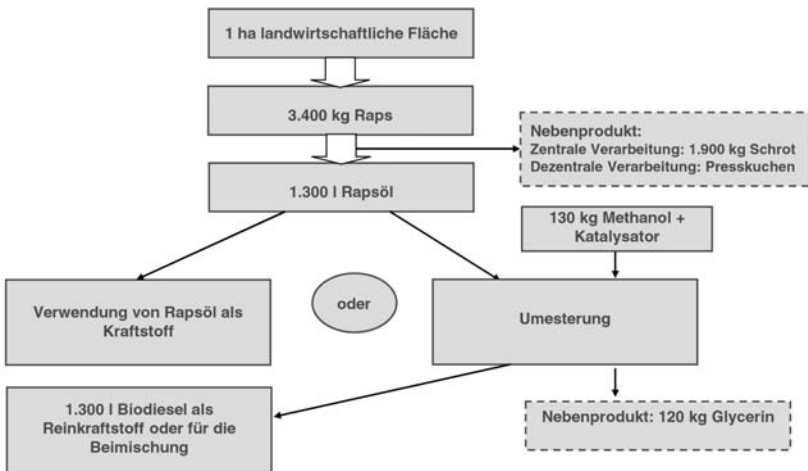 1 ha landwirtschaftliche Fläche
3.400 kg Raps
Nebenprodukt:
Zentrale Verarbeitung: 1.900 kg Schrot
Dezentrale Verarbeitung: Presskuchen
1.300 l Rapsöl
130 kg Methanol +
Katalysator
Verwendung von Rapsöl als
Kraftstoff
oder
Umesterung
1.300 l Biodiesel als
Reinkraftstoff oder für die
Beimischung
Nebenprodukt: 120 kg Glycerin